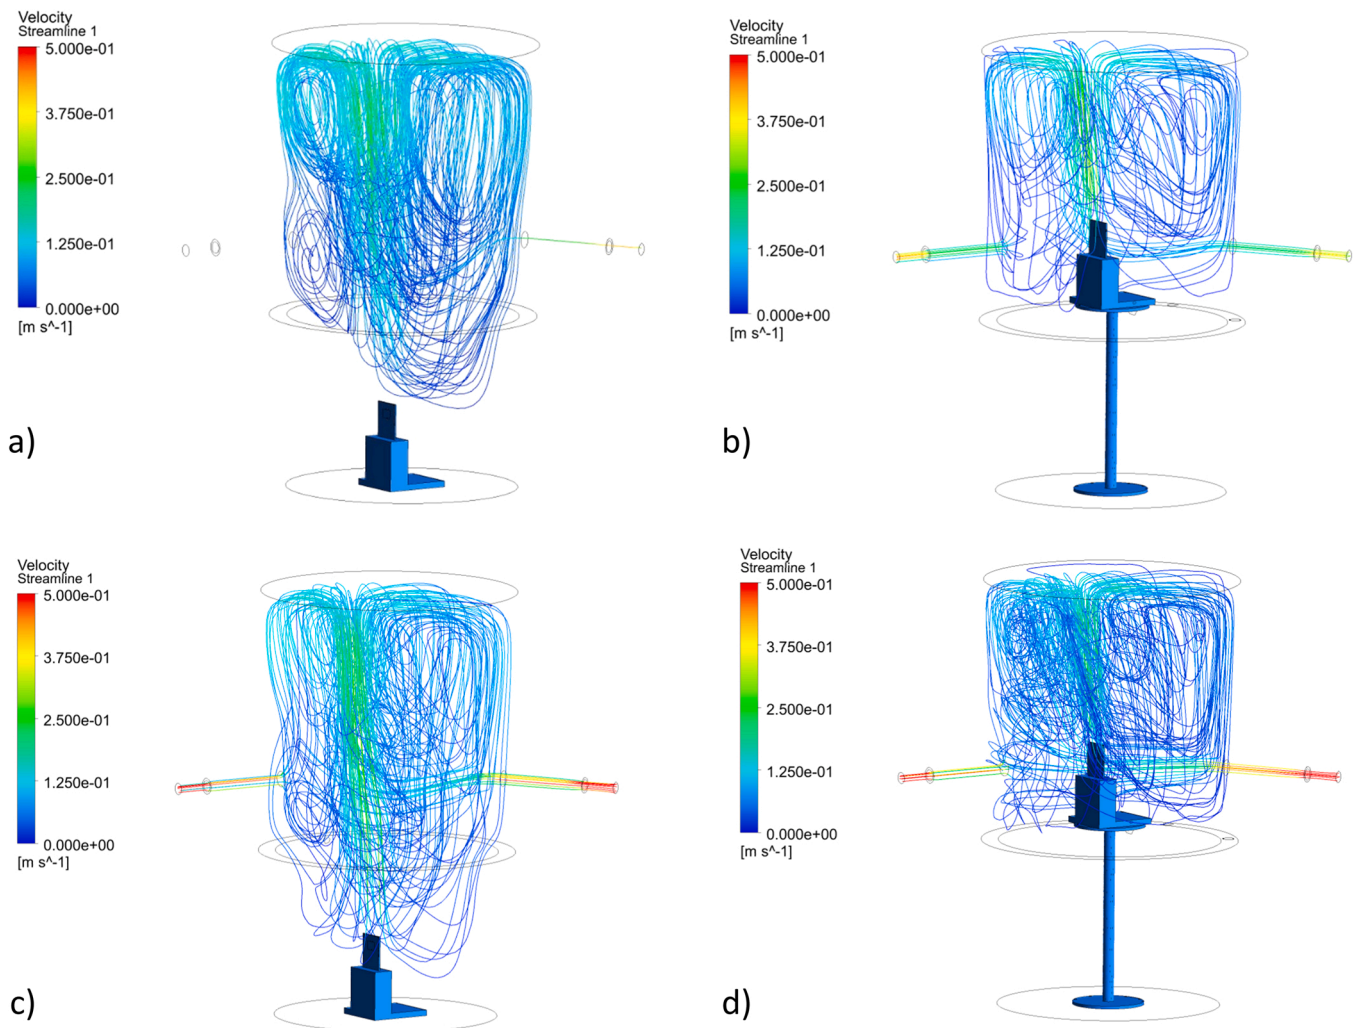 Velocity
Streamline 1
5.000e-01
3.750e-01
2.500e-01
1.250e-01
0.000e+00
[m s^-1]
a)
Velocity
Streamline 1
5.000e-01
3.750e-01
2.500e-01
1.250e-01
0.000e+00
[m s^-1]
b)
Velocity
Streamline 1
5.000e-01
3.750e-01
2.500e-01
1.250e-01
0.000e+00
[m s^-1]
c)
Velocity
Streamline 1
5.000e-01
3.750e-01
2.500e-01
1.250e-01
0.000e+00
[m s^-1]
d)